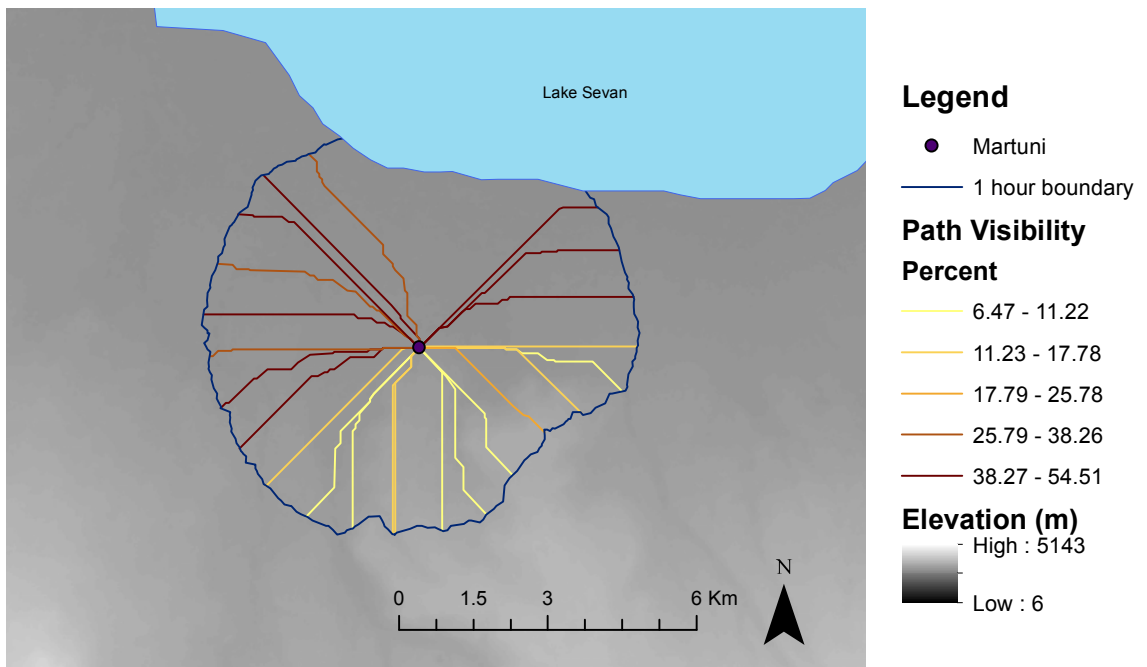 Lake Sevan
0 1.5 3 6 Km
N
Legend
Martuni
1 hour boundary
Path Visibility
Percent
6.47 - 11.22
11.23 - 17.78
17.79 - 25.78
25.79 - 38.26
38.27 - 54.51
Elevation (m)
High : 5143
Low : 6